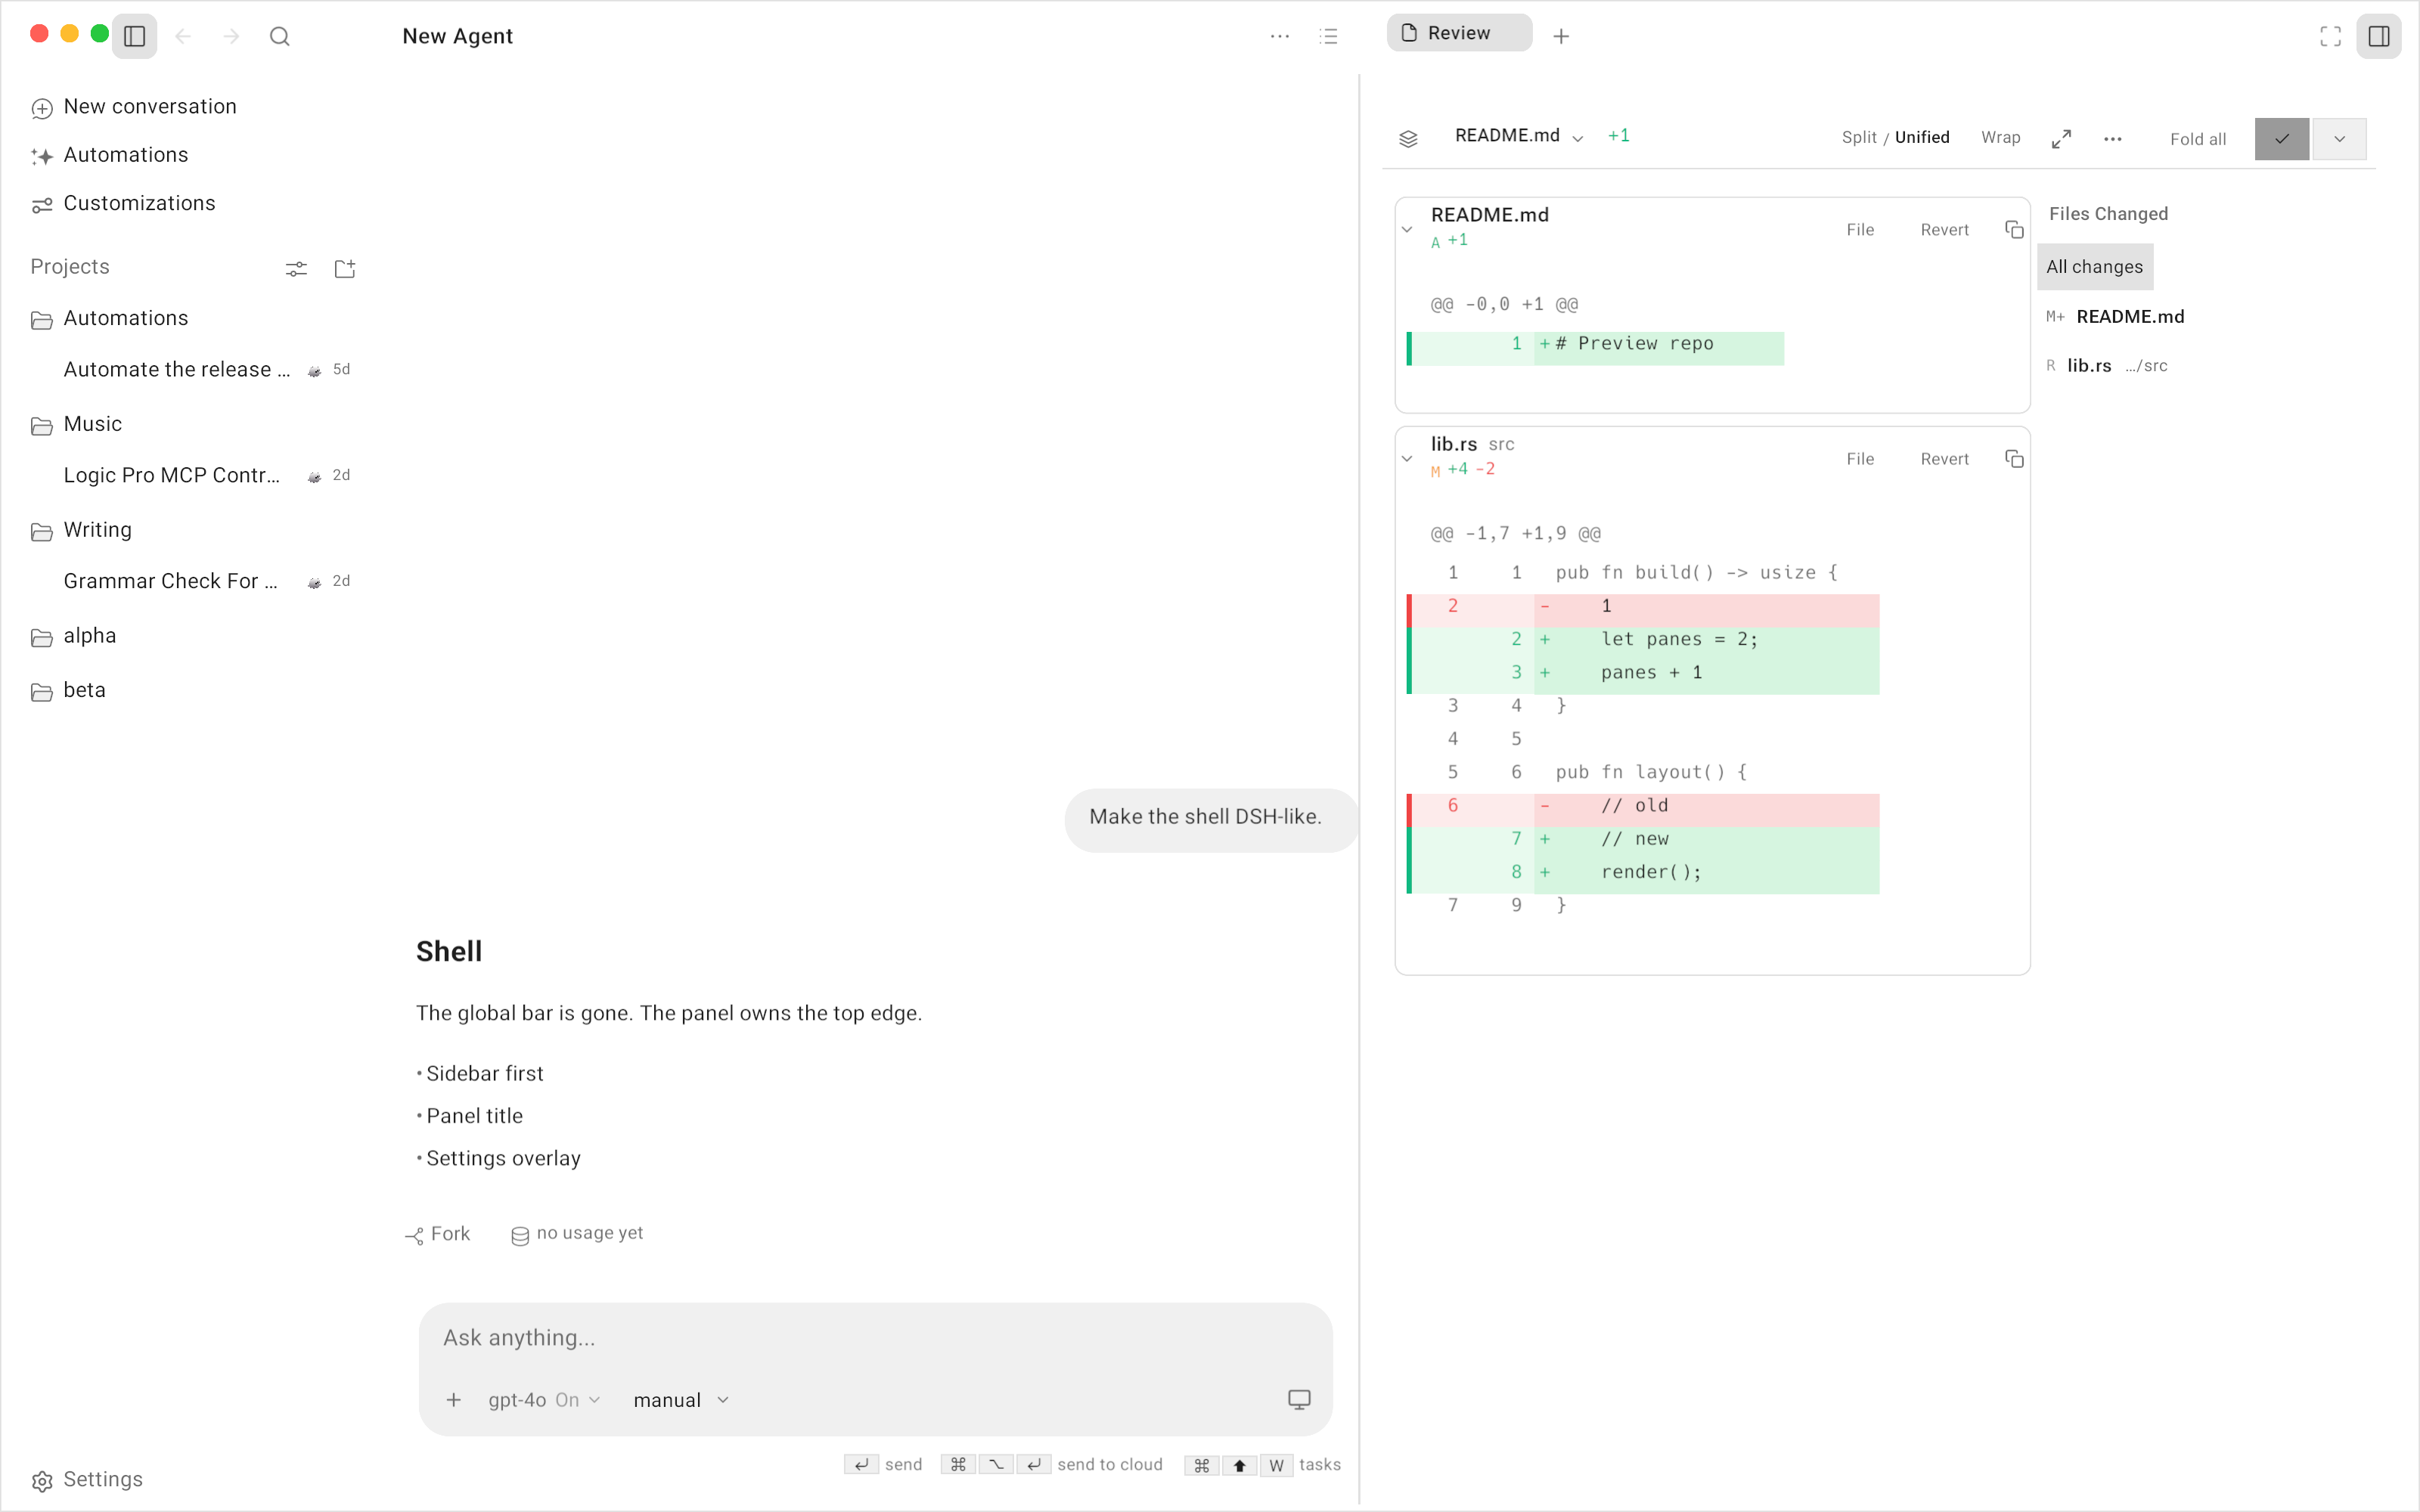 New Agent
Review
New conversation
Automations
Customizations
Projects
Automations
Automate the release ... 5d
Music
Logic Pro MCP Contr... 2d
Writing
Grammar Check For ... 2d
alpha
beta
Settings
Make the shell DSH-like.
Shell
The global bar is gone. The panel owns the top edge.
• Sidebar first
• Panel title
• Settings overlay
Fork no usage yet
Ask anything...
gpt-4o On manual
send send to cloud W tasks
README.md +1 Split / Unified Wrap Fold all
README.md
A +1
File Revert
@@ -0,0 +1 @@
1 + # Preview repo
lib.rs src
M +4 -2
File Revert
@@ -1,7 +1,9 @@
1 1 pub fn build() -> usize {
2 - 1
2 + let panes = 2;
3 + panes + 1
3 4 }
4 5
5 6 pub fn layout() {
6 - // old
7 + // new
8 + render();
7 9 }
Files Changed
All changes
M+ README.md
R lib.rs .../src